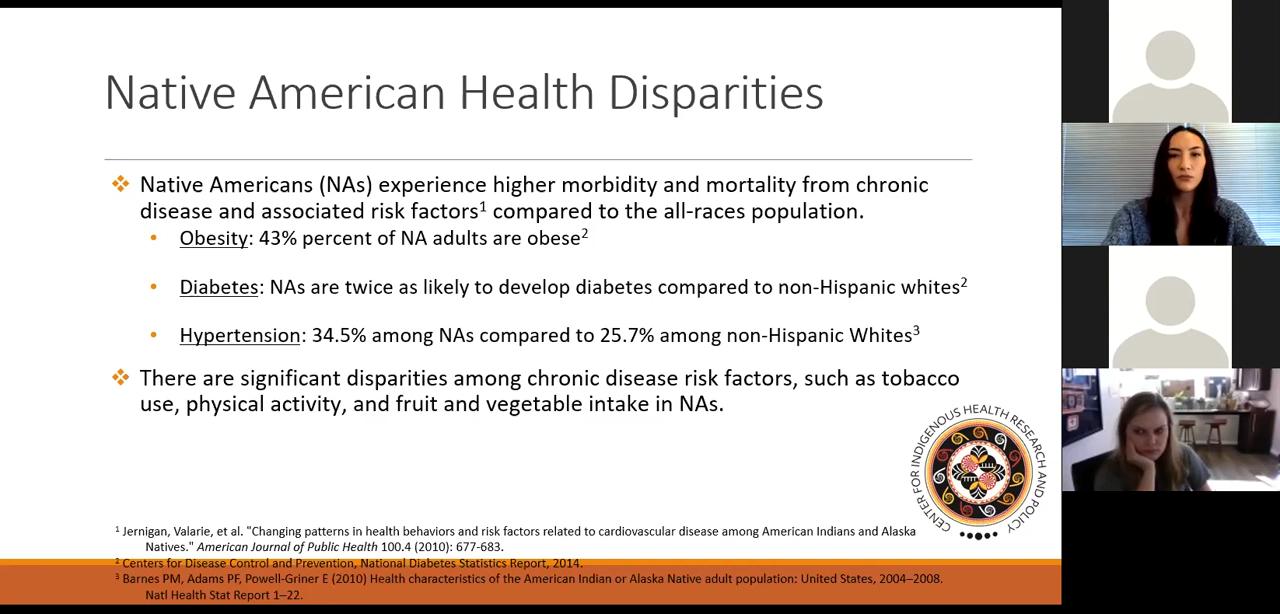 Native American Health Disparities
❖ Native Americans (NAs) experience higher morbidity and mortality from chronic
disease and associated risk factors¹ compared to the all-races population.
• Obesity: 43% percent of NA adults are obese²
• Diabetes: NAs are twice as likely to develop diabetes compared to non-Hispanic whites²
• Hypertension: 34.5% among NAs compared to 25.7% among non-Hispanic Whites³
❖ There are significant disparities among chronic disease risk factors, such as tobacco
use, physical activity, and fruit and vegetable intake in NAs.
CENTER FOR INDIGENOUS HEALTH RESEARCH AND POLICY
¹ Jernigan, Valarie, et al. "Changing patterns in health behaviors and risk factors related to cardiovascular disease among American Indians and Alaska
Natives." American Journal of Public Health 100.4 (2010): 677-683.
² Centers for Disease Control and Prevention, National Diabetes Statistics Report, 2014.
³ Barnes PM, Adams PF, Powell-Griner E (2010) Health characteristics of the American Indian or Alaska Native adult population: United States, 2004–2008.
Natl Health Stat Report 1–22.